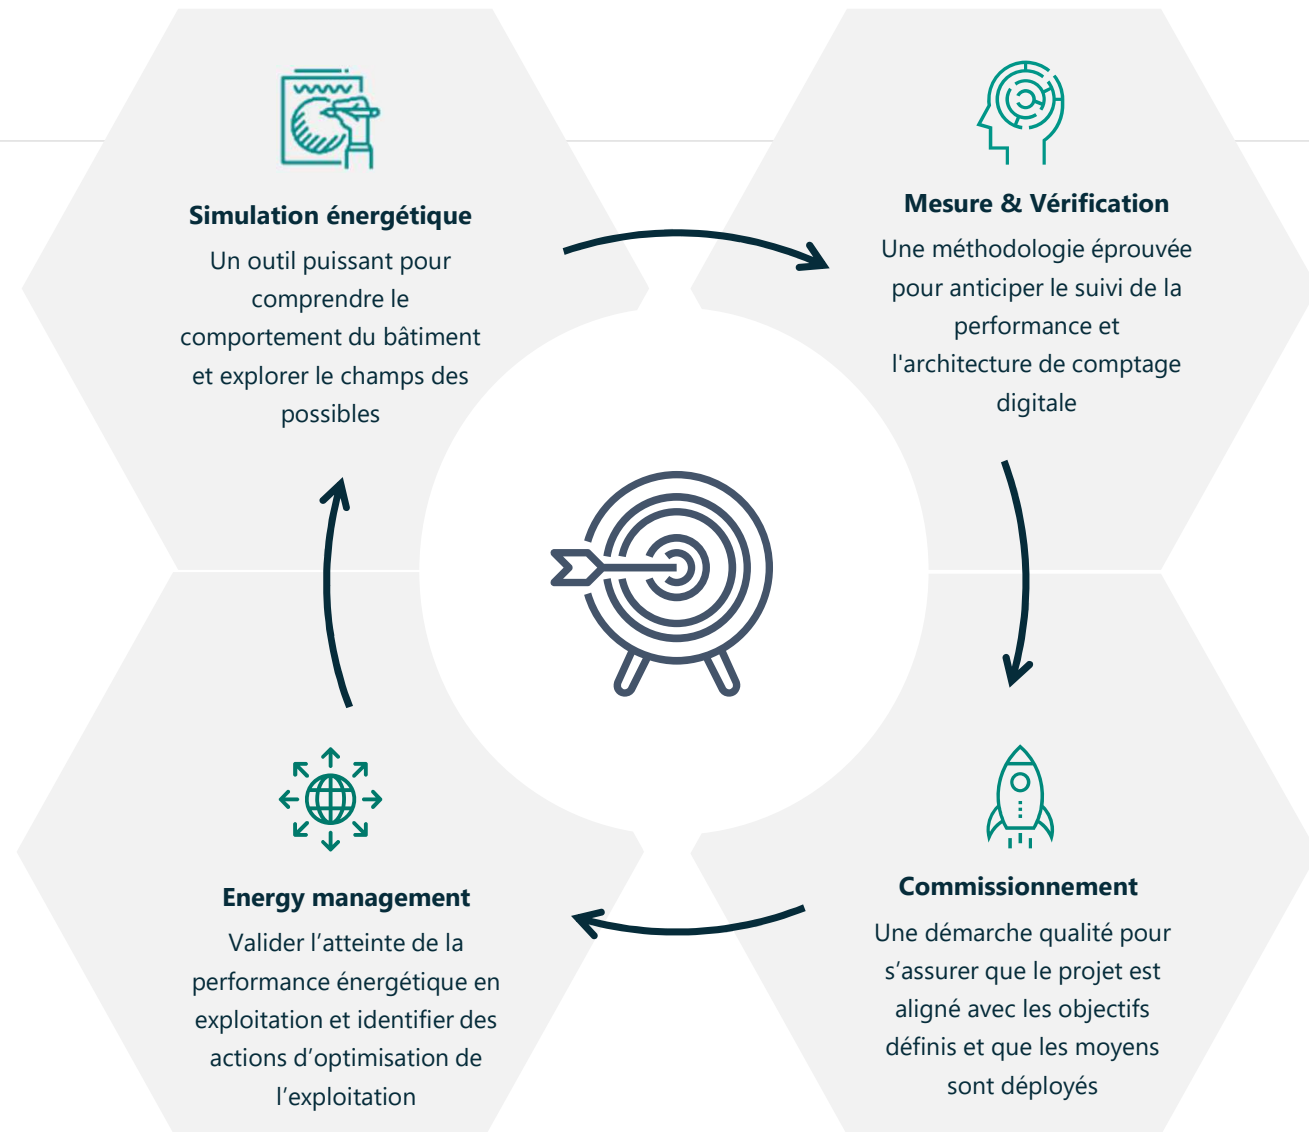 Simulation énergétique
Un outil puissant pour
comprendre le
comportement du bâtiment
et explorer le champs des
possibles
Mesure & Vérification
Une méthodologie éprouvée
pour anticiper le suivi de la
performance et
l'architecture de comptage
digitale
Energy management
Valider l’atteinte de la
performance énergétique en
exploitation et identifier des
actions d’optimisation de
l’exploitation
Commissionnement
Une démarche qualité pour
s’assurer que le projet est
aligné avec les objectifs
définis et que les moyens
sont déployés